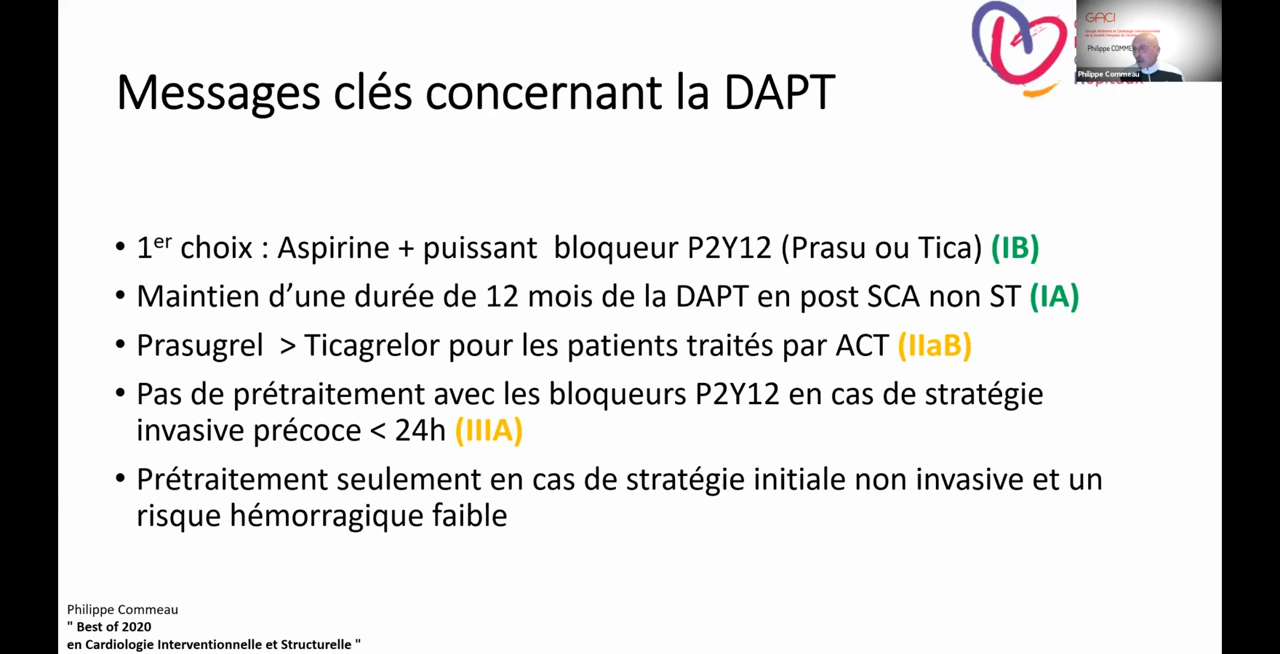 Messages clés concernant la DAPT
GACI
Philippe COMME
Philippe Commeau
• 1er choix : Aspirine + puissant bloqueur P2Y12 (Prasu ou Tica) (IB)
• Maintien d’une durée de 12 mois de la DAPT en post SCA non ST (IA)
• Prasugrel > Ticagrelor pour les patients traités par ACT (IIaB)
• Pas de prétraitement avec les bloqueurs P2Y12 en cas de stratégie
invasive précoce < 24h (IIIA)
• Prétraitement seulement en cas de stratégie initiale non invasive et un
risque hémorragique faible
Philippe Commeau
" Best of 2020
en Cardiologie Interventionnelle et Structurelle "